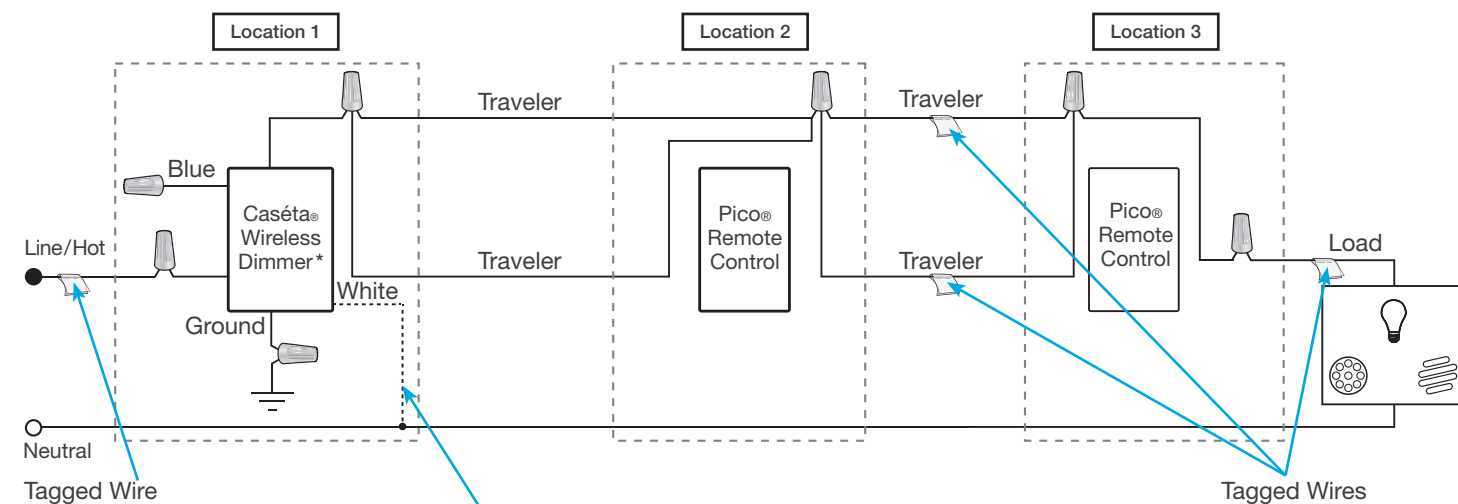 Location 1
Location 2
Location 3
Traveler
Traveler
Blue
Caséta®
Wireless
Dimmer*
Pico®
Remote
Control
Pico®
Remote
Control
Line/Hot
Load
Traveler
Traveler
White
Ground
Neutral
Tagged Wire
Tagged Wires